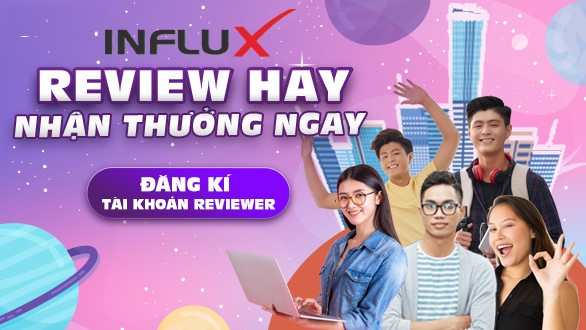 INFLUX
REVIEW HAY
NHẬN THƯỞNG NGAY
ĐĂNG KÍ
TÀI KHOẢN REVIEWER